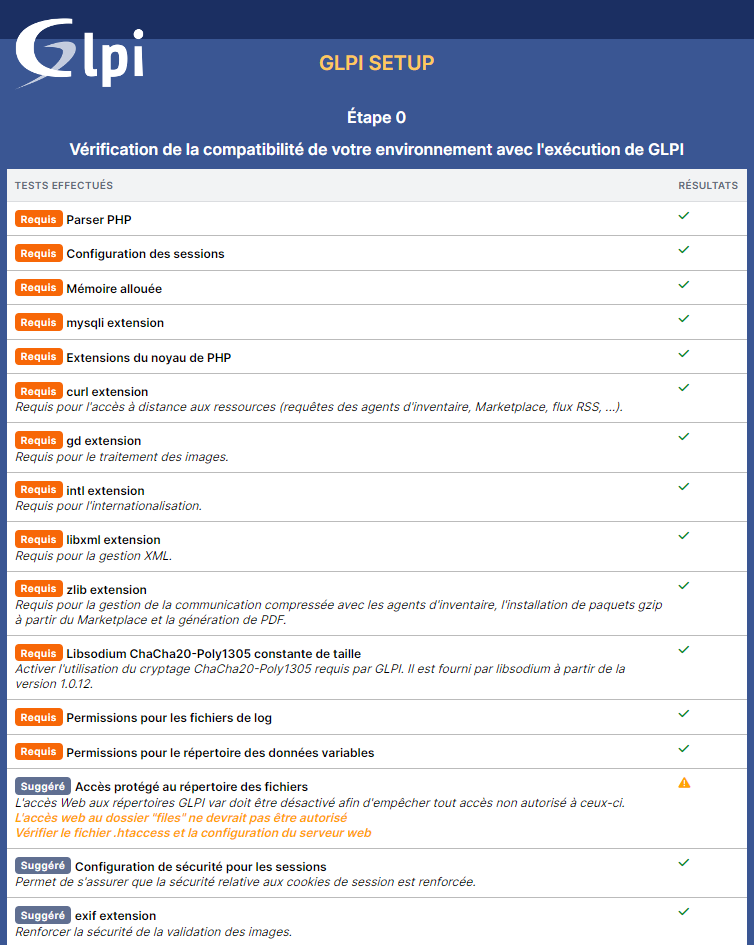 Glpi
GLPI SETUP
Étape 0
Vérification de la compatibilité de votre environnement avec l'exécution de GLPI
TESTS EFFECTUÉS RÉSULTATS
Requis Parser PHP
Requis Configuration des sessions
Requis Mémoire allouée
Requis mysqli extension
Requis Extensions du noyau de PHP
Requis curl extension
Requis pour l'accès à distance aux ressources (requêtes des agents d'inventaire, Marketplace, flux RSS, ...).
Requis gd extension
Requis pour le traitement des images.
Requis intl extension
Requis pour l'internationalisation.
Requis libxml extension
Requis pour la gestion XML.
Requis zlib extension
Requis pour la gestion de la communication compressée avec les agents d'inventaire, l'installation de paquets gzip
à partir du Marketplace et la génération de PDF.
Requis Libsodium ChaCha20-Poly1305 constante de taille
Activer l'utilisation du cryptage ChaCha20-Poly1305 requis par GLPI. Il est fourni par libsodium à partir de la
version 1.0.12.
Requis Permissions pour les fichiers de log
Requis Permissions pour le répertoire des données variables
Suggéré Accès protégé au répertoire des fichiers
L'accès Web aux répertoires GLPI var doit être désactivé afin d'empêcher tout accès non autorisé à ceux-ci.
L'accès web au dossier "files" ne devrait pas être autorisé
Vérifier le fichier .htaccess et la configuration du serveur web
Suggéré Configuration de sécurité pour les sessions
Permet de s'assurer que la sécurité relative aux cookies de session est renforcée.
Suggéré exif extension
Renforcer la sécurité de la validation des images.